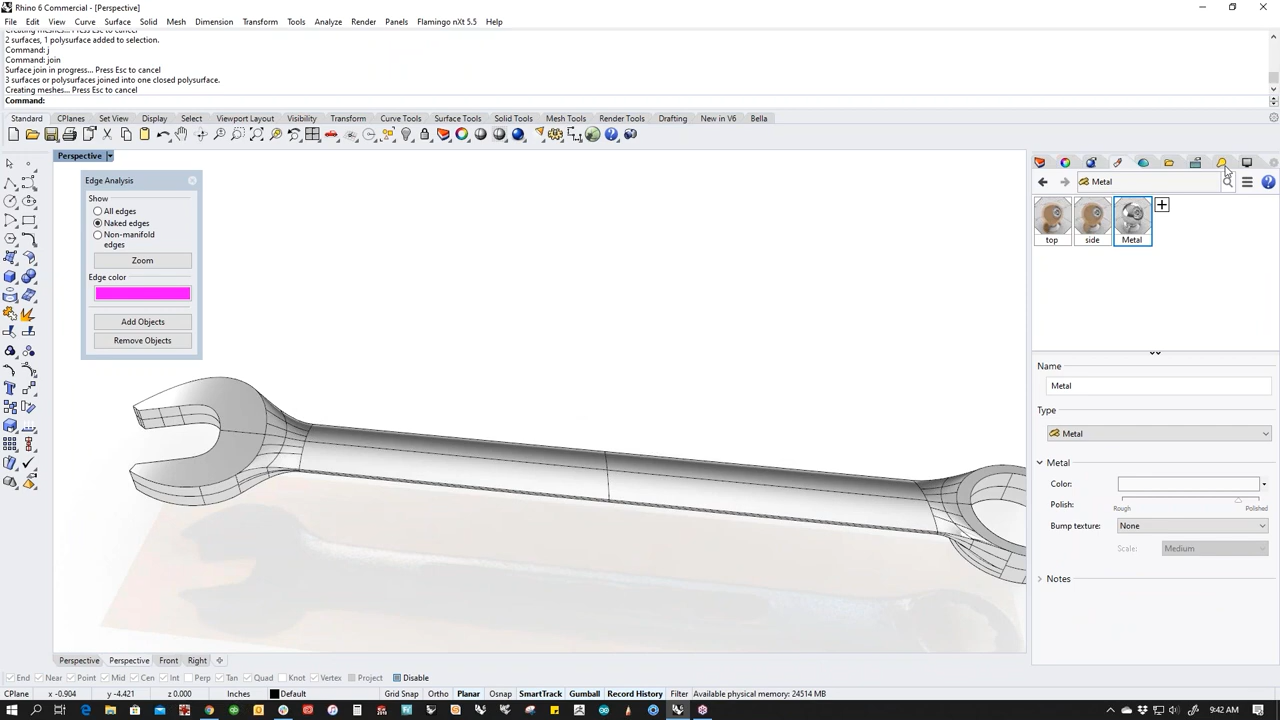 Rhino 6 Commercial - [Perspective]
File Edit View Curve Surface Solid Mesh Dimension Transform Tools Analyze Render Panels Flamingo nXt 5.5 Help
Creating meshes... Press Esc to cancel
2 surfaces, 1 polysurface added to selection.
Command: j
Command: join
Surface join in progress... Press Esc to cancel
3 surfaces or polysurfaces joined into one closed polysurface.
Creating meshes... Press Esc to cancel
Command:
Standard CPlanes Set View Display Select Viewport Layout Visibility Transform Curve Tools Surface Tools Solid Tools Mesh Tools Render Tools Drafting New in V6 Bella
Perspective
Edge Analysis
Show
All edges
Naked edges
Non-manifold
edges
Zoom
Edge color
Add Objects
Remove Objects
Metal
top side Metal
Name
Metal
Type
Metal
Metal
Color:
Polish:
Rough Polished
Bump texture: None
Scale: Medium
Notes
Perspective Perspective Front Right
End Near Point Mid Cen Int Perp Tan Quad Knot Vertex Project Disable
CPlane x -0.904 y -4.421 z 0.000 Inches Default Grid Snap Ortho Planar Osnap SmartTrack Gumball Record History Filter Available physical memory: 24514 MB
9:42 AM